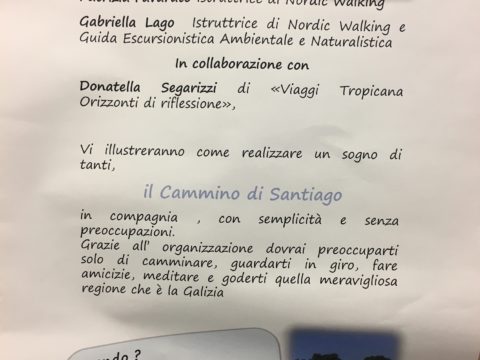 Istruttrice di Nordic Walking
Gabriella Lago Istruttrice di Nordic Walking e
Guida Escursionistica Ambientale e Naturalistica
In collaborazione con
Donatella Segarizzi di «Viaggi Tropicana
Orizzonti di riflessione»,
Vi illustreranno come realizzare un sogno di
tanti,
il Cammino di Santiago
in compagnia , con semplicità e senza
preoccupazioni.
Grazie all' organizzazione dovrai preoccuparti
solo di camminare, guardarti in giro, fare
amicizie, meditare e goderti quella meravigliosa
regione che è la Galizia
?